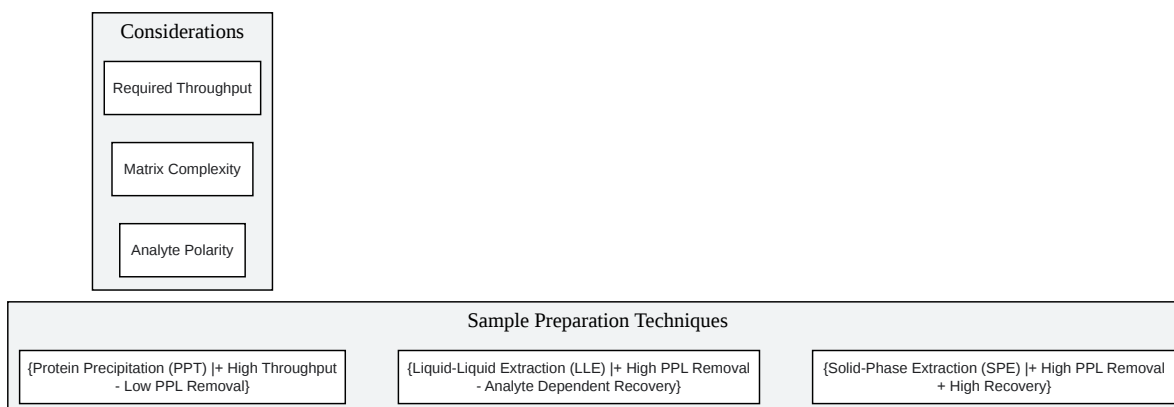 Considerations
Required Throughput
Matrix Complexity
Analyte Polarity
Sample Preparation Techniques
{Protein Precipitation (PPT) |+ High Throughput
- Low PPL Removal}
{Liquid-Liquid Extraction (LLE) |+ High PPL Removal
- Analyte Dependent Recovery}
{Solid-Phase Extraction (SPE) |+ High PPL Removal
+ High Recovery}